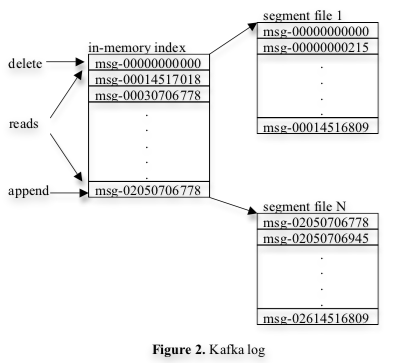 segment file 1
msg-00000000000
msg-00000000215
.
.
.
.
msg-00014516809
in-memory index
delete
msg-00000000000
msg-00014517018
msg-00030706778
.
.
.
.
.
reads
append
msg-02050706778
segment file N
msg-02050706778
msg-02050706945
.
.
.
.
msg-02614516809
Figure 2. Kafka log